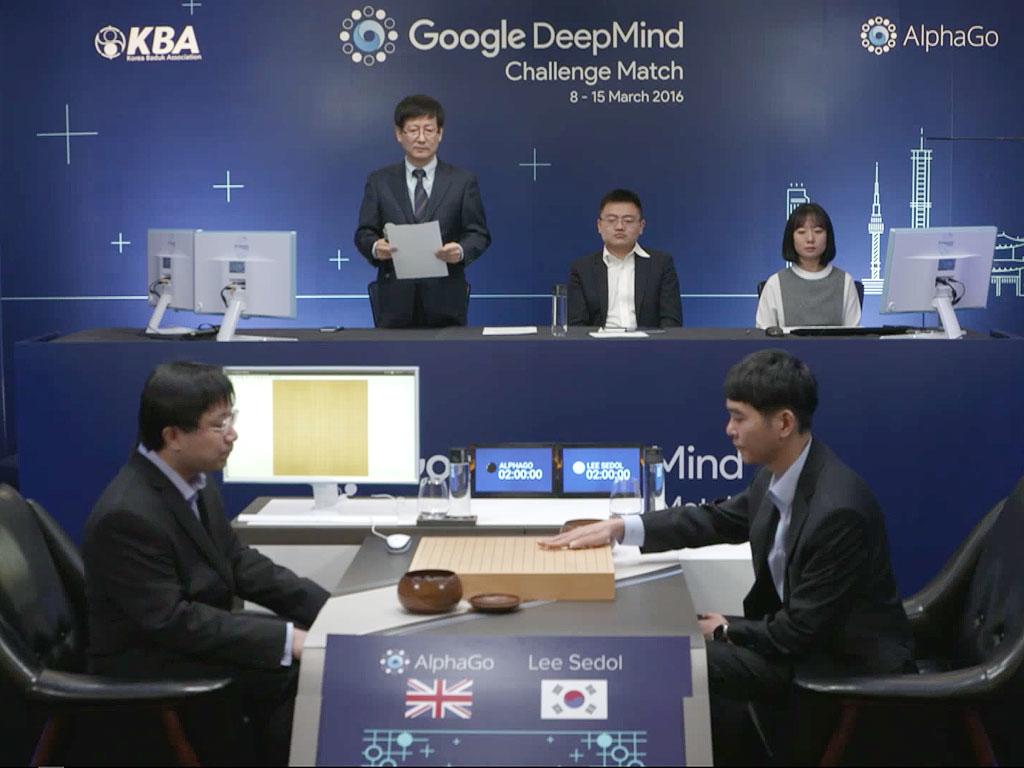 KBA
Korea Baduk Association
Google DeepMind
Challenge Match
8 - 15 March 2016
AlphaGo
Mind
ALPHAGO
02:00:00
LEE SEDOL
02:00:00
AlphaGo
Lee Sedol